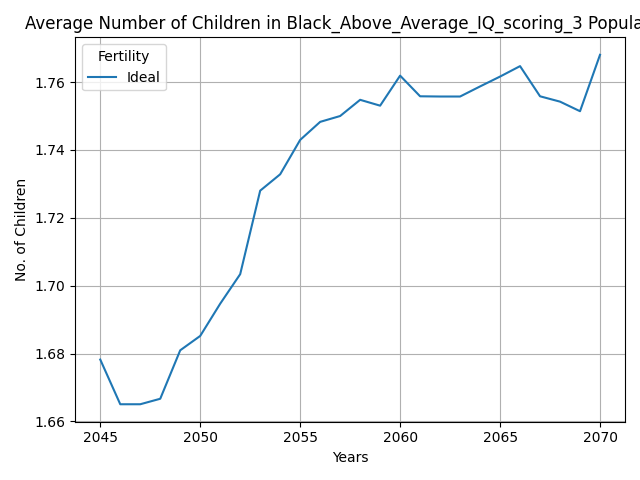 Average Number of Children in Black_Above_Average_IQ_scoring_3 Popula
Fertility
Ideal
No. of Children
1.76
1.74
1.72
1.70
1.68
1.66
2045 2050 2055 2060 2065 2070
Years